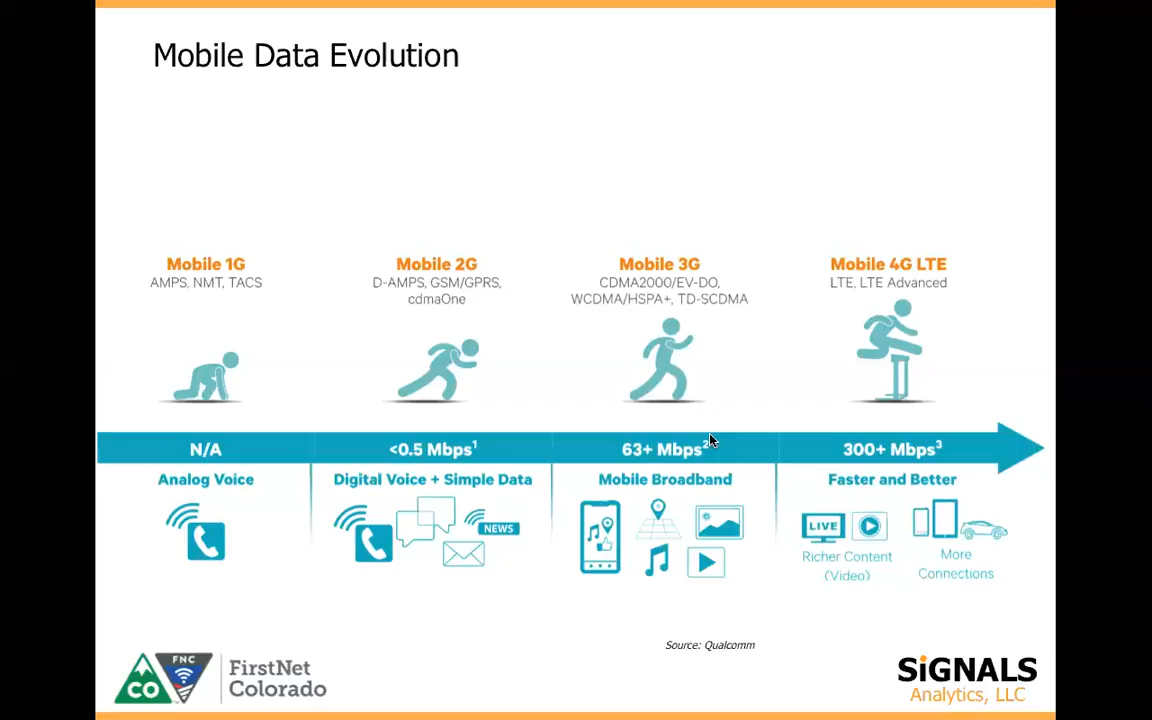 Mobile Data Evolution
Mobile 1G
AMPS, NMT, TACS
Mobile 2G
D-AMPS, GSM/GPRS,
cdmaOne
Mobile 3G
CDMA2000/EV-DO,
WCDMA/HSPA+, TD-SCDMA
Mobile 4G LTE
LTE, LTE Advanced
N/A
<0.5 Mbps¹
63+ Mbps²
300+ Mbps³
Analog Voice
Digital Voice + Simple Data
NEWS
Mobile Broadband
Faster and Better
LIVE
Richer Content
(Video)
More
Connections
Source: Qualcomm
CO
FNC
FirstNet
Colorado
SiGNALS
Analytics, LLC